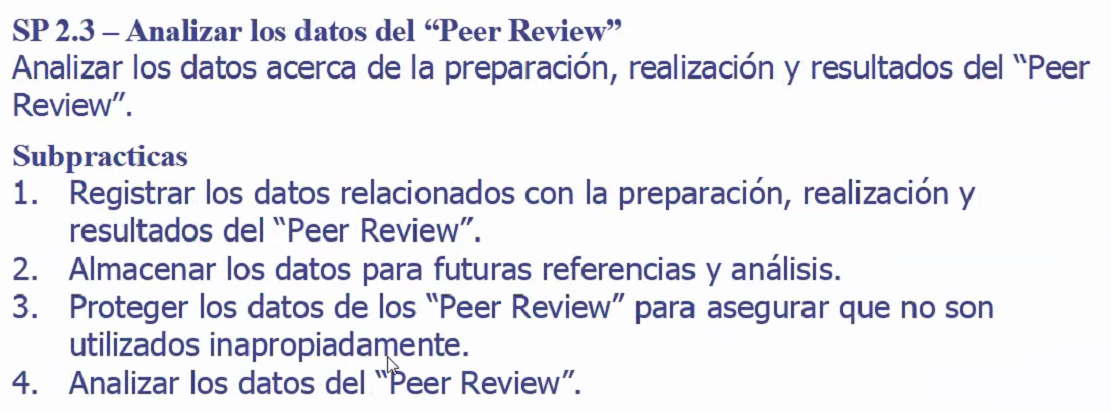 SP 2.3 – Analizar los datos del “Peer Review”
Analizar los datos acerca de la preparación, realización y resultados del “Peer
Review”.
Subpracticas
1. Registrar los datos relacionados con la preparación, realización y
resultados del “Peer Review”.
2. Almacenar los datos para futuras referencias y análisis.
3. Proteger los datos de los “Peer Review” para asegurar que no son
utilizados inapropiadamente.
4. Analizar los datos del “Peer Review”.